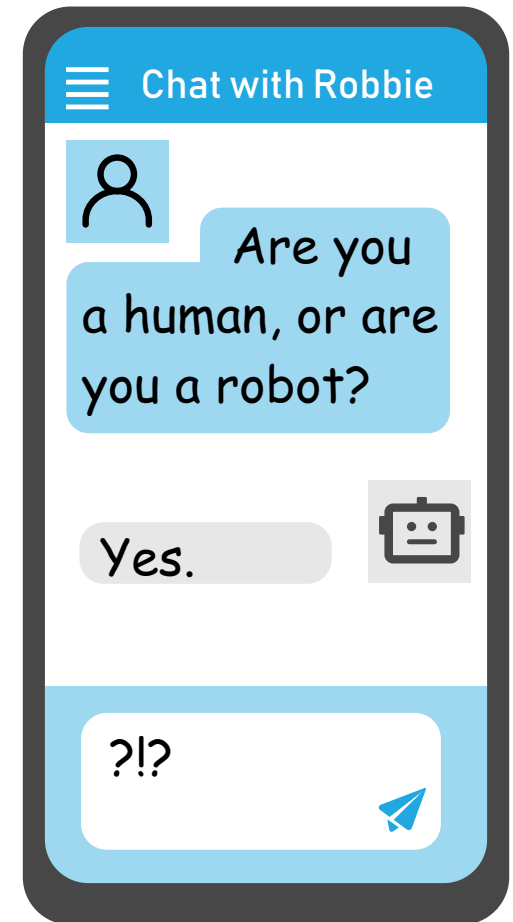 Chat with Robbie
Are you
a human, or are
you a robot?
Yes.
?!?